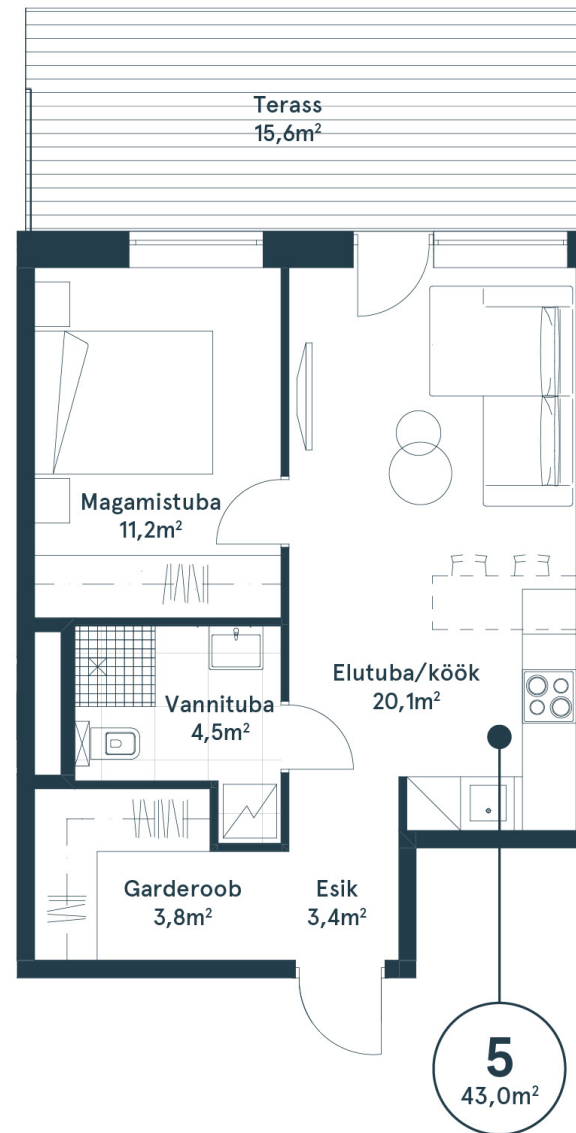 Terass
15,6m²
Magamistuba
11,2m²
Elutuba/köök
20,1m²
Vannituba
4,5m²
Garderoob
3,8m²
Esik
3,4m²
5
43,0m²